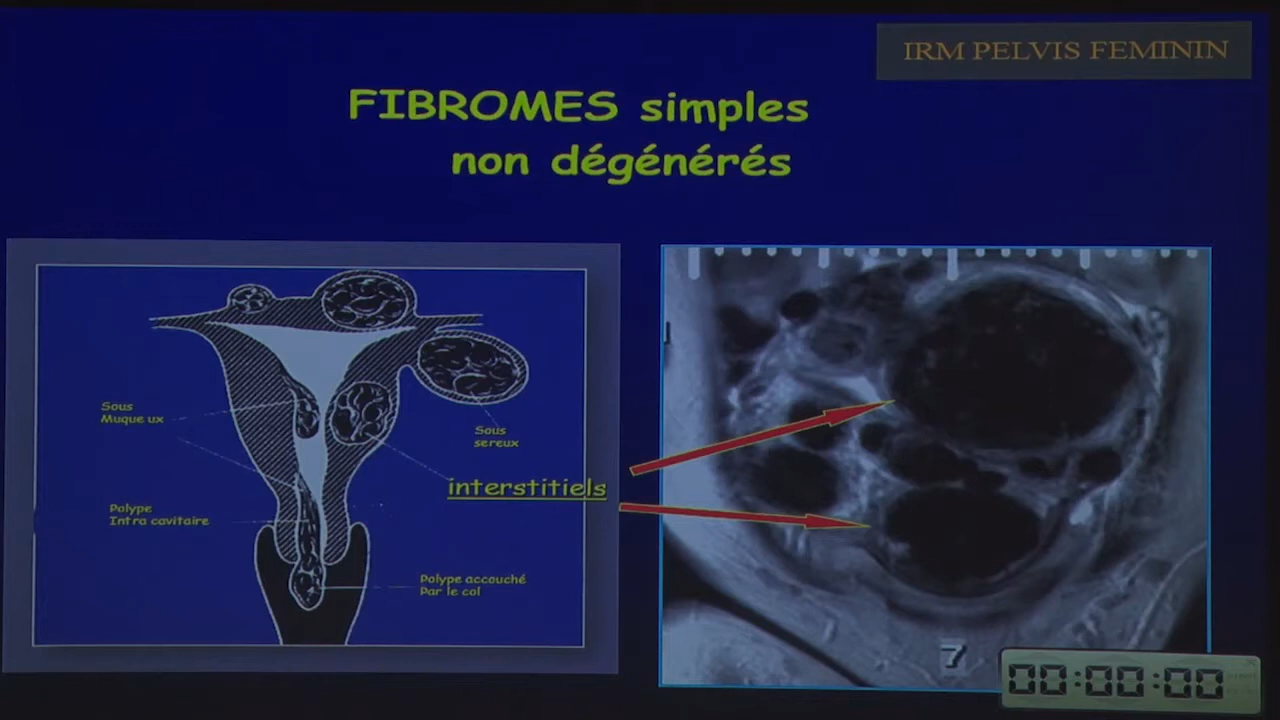 IRM PELVIS FEMININ
FIBROMES simples
non dégénérés
Sous
Muque ux
Sous
sereux
interstitiels
Polype
Intra cavitaire
Polype accouché
Par le col
7
00:00:00